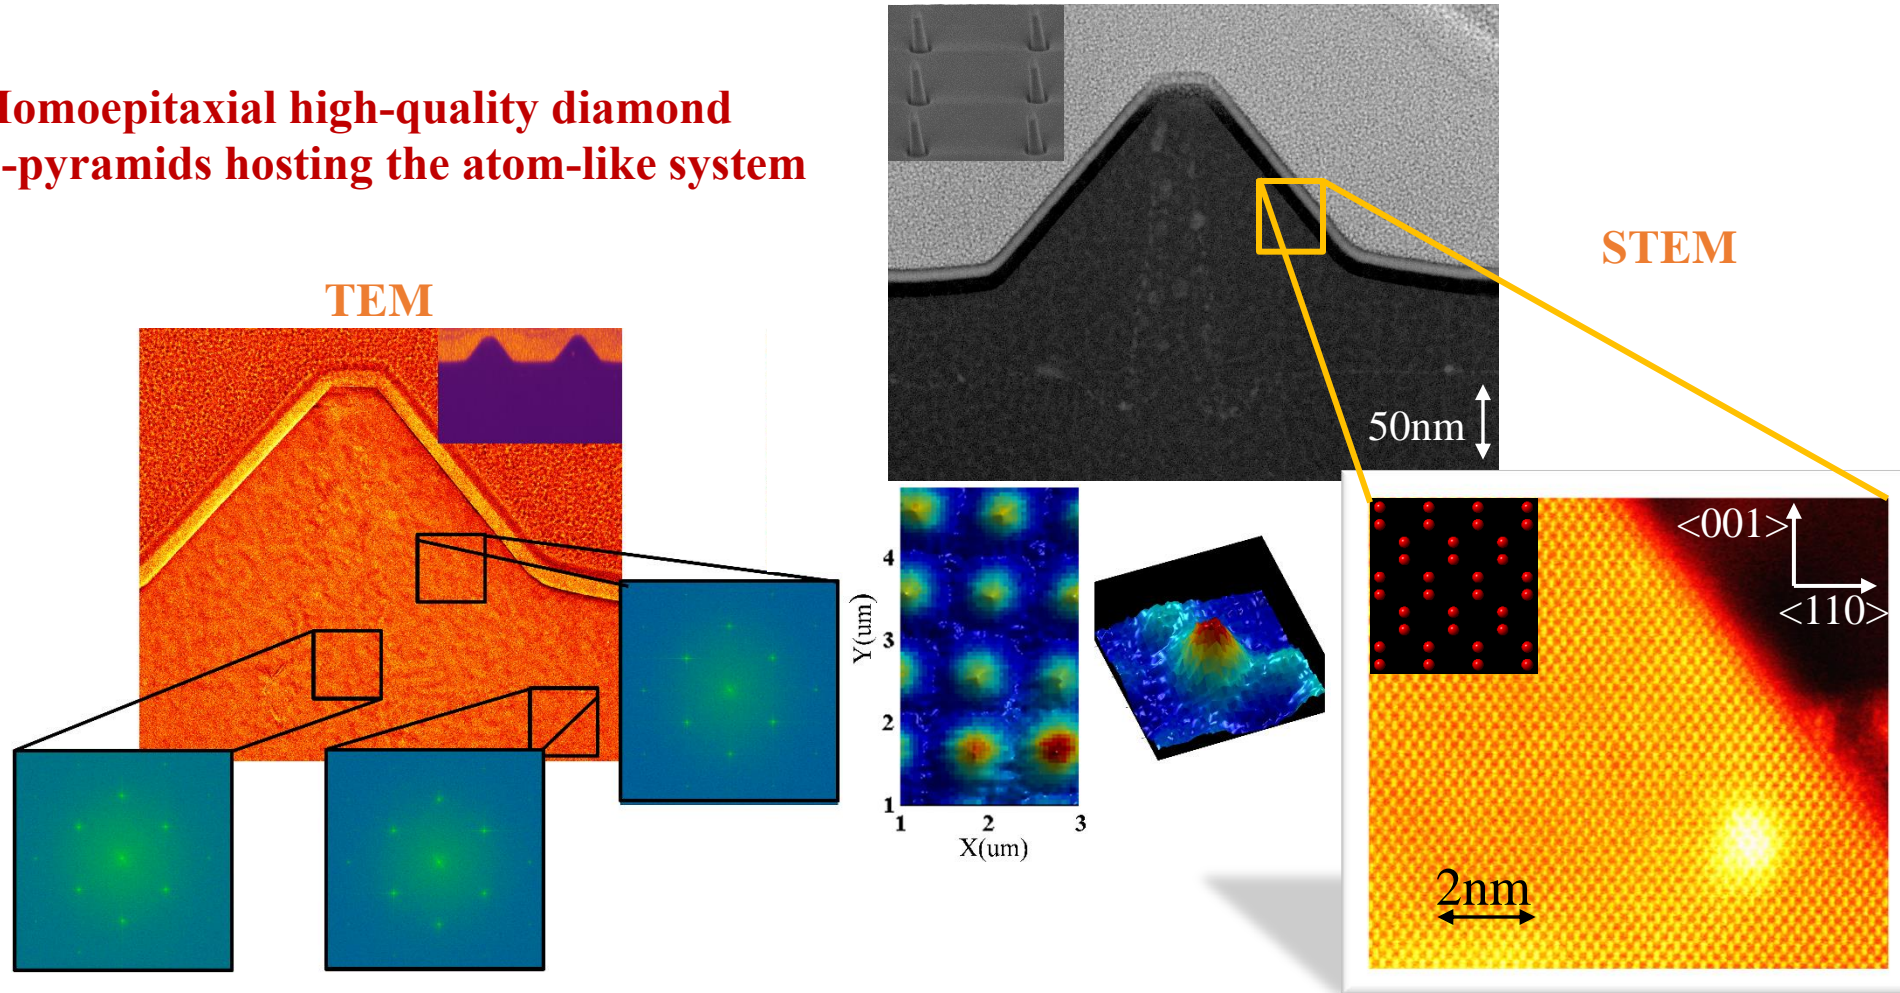 Homoepitaxial high-quality diamond
-pyramids hosting the atom-like system
STEM
TEM
50nm
<001>
<110>
4
3
2
1
Y(um)
1 2 3
X(um)
2nm